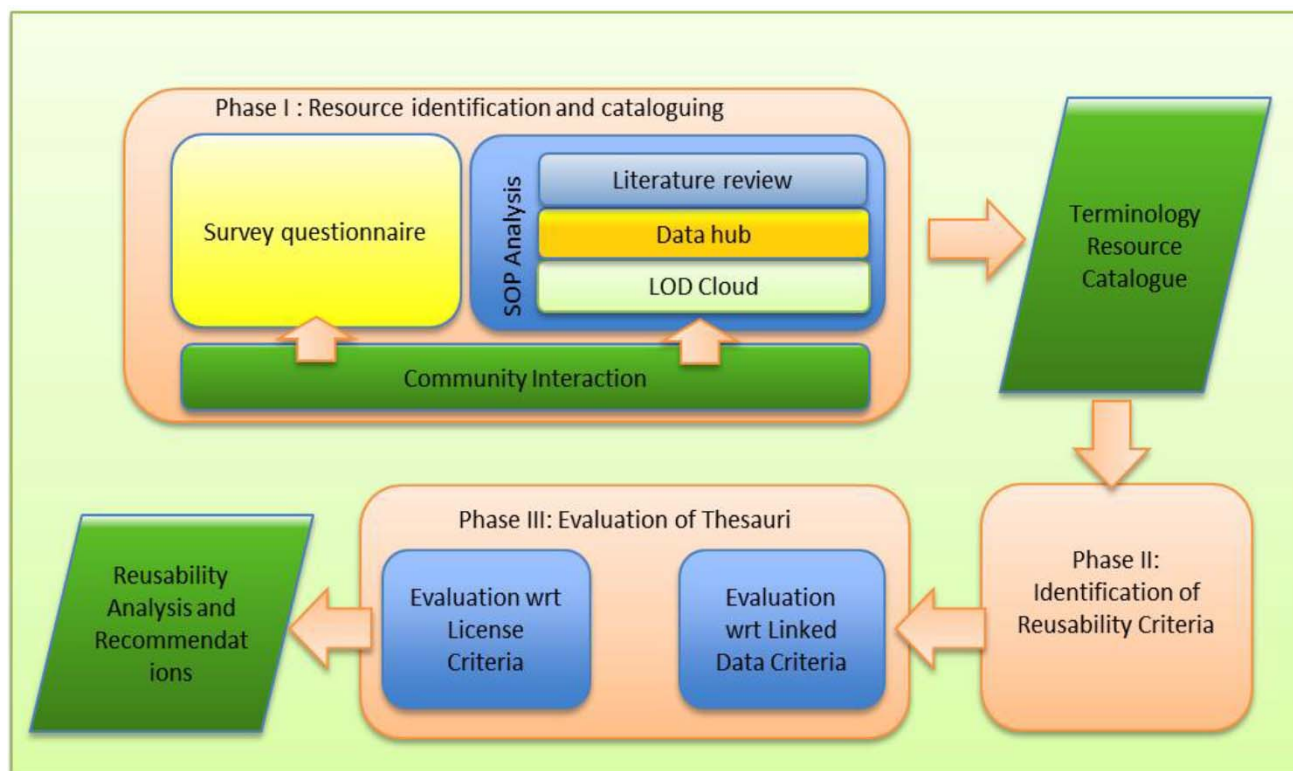 Phase I : Resource identification and cataloguing
Survey questionnaire
SOP Analysis
Literature review
Data hub
LOD Cloud
Community Interaction
Terminology
Resource
Catalogue
Phase II:
Identification of
Reusability Criteria
Phase III: Evaluation of Thesauri
Evaluation
wrt Linked
Data Criteria
Evaluation wrt
License
Criteria
Reusability
Analysis and
Recommendat
ions